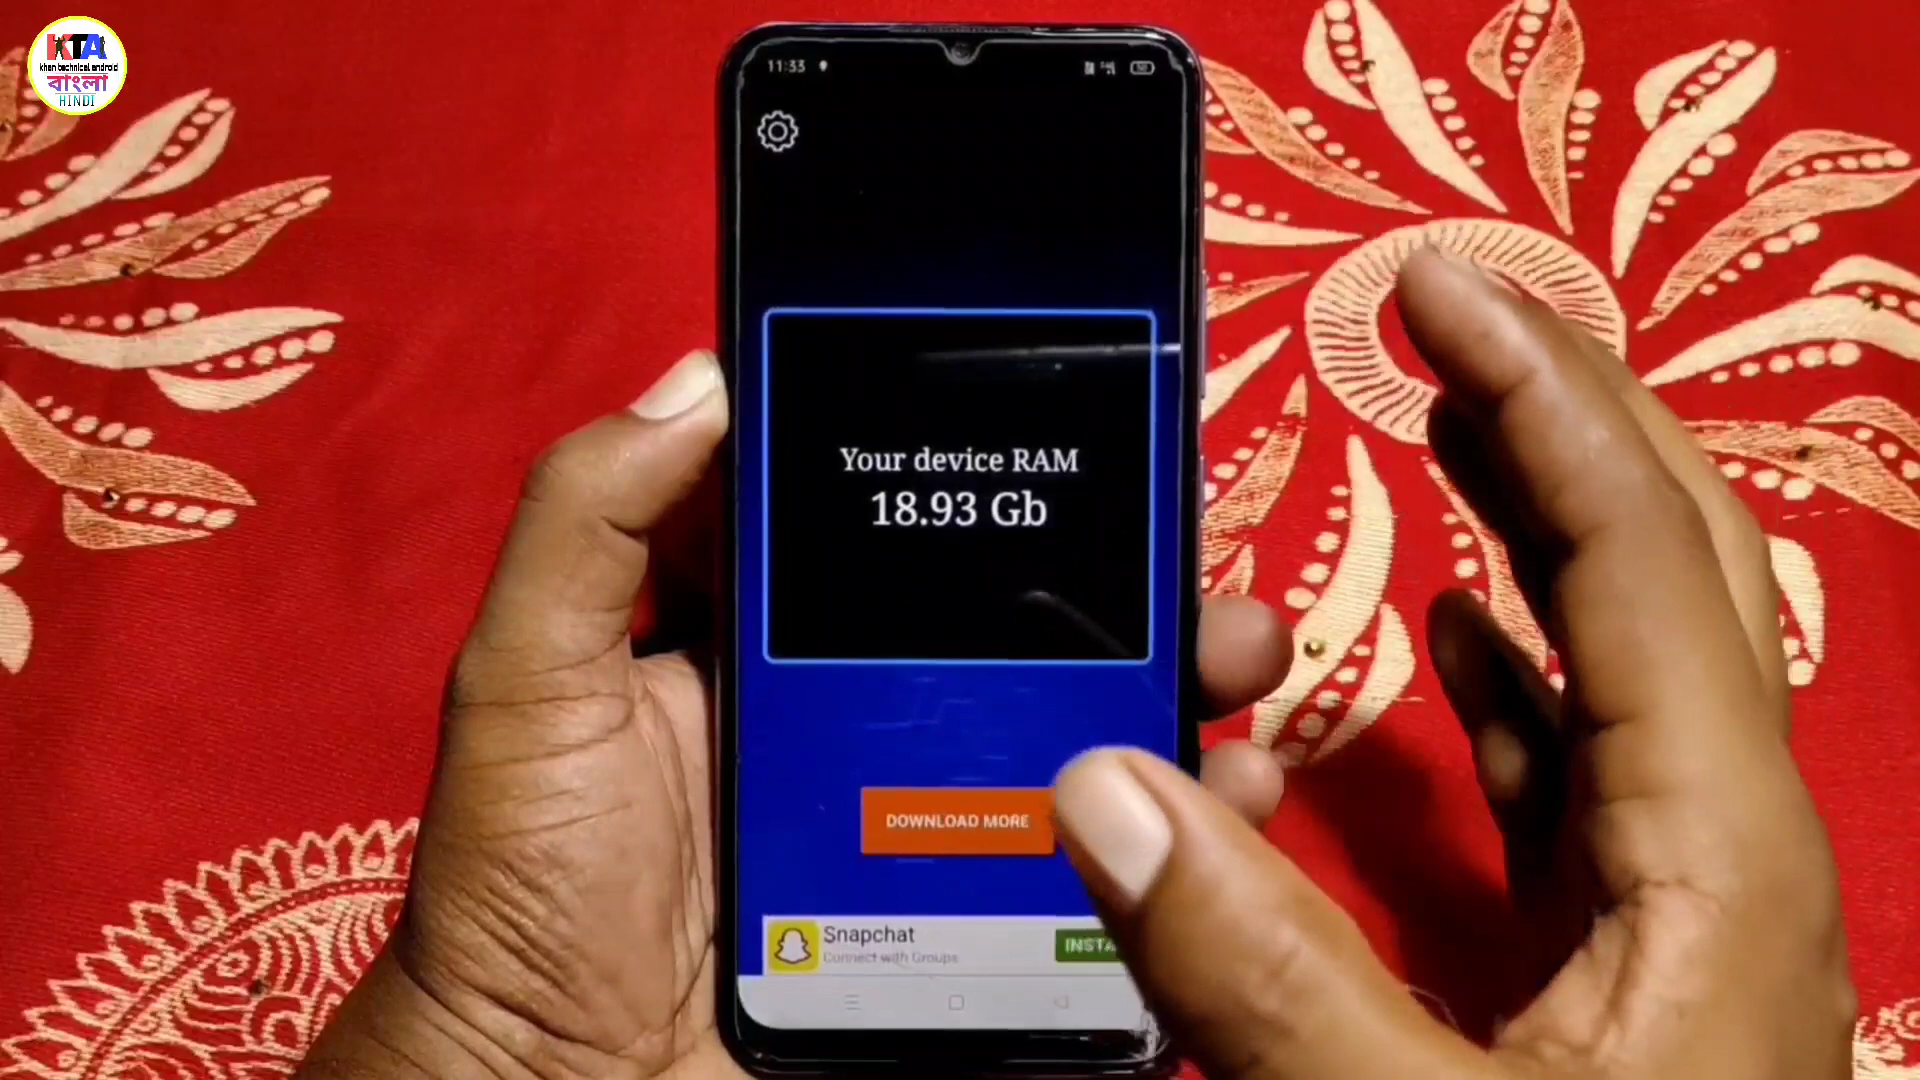 KTA
khan technical android
বাংলা
HINDI
11:33
Your device RAM
18.93 Gb
DOWNLOAD MORE
Snapchat
Connect with Groups
INSTA